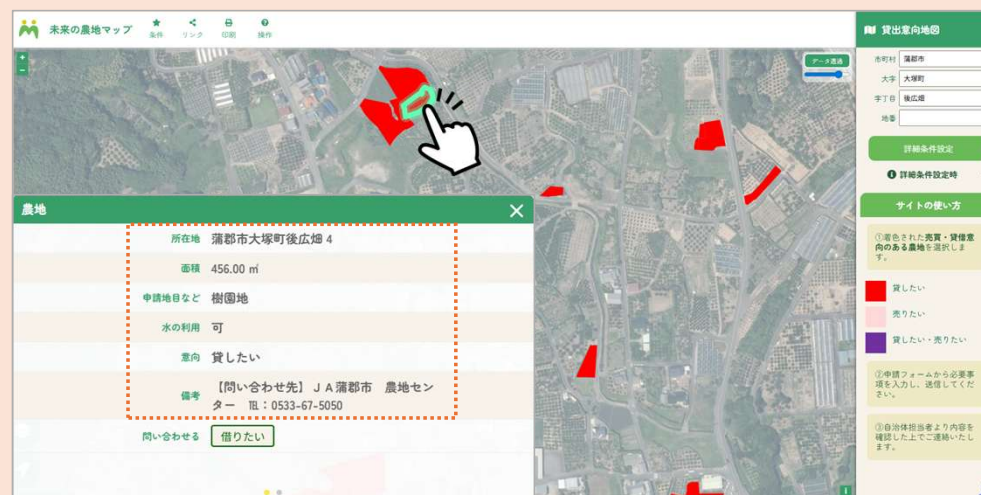 未来の農地マップ
条件
リンク
印刷
操作
+
-
データ透過
農地
所在地 蒲郡市大塚町後広畑 4
面積 456.00 ㎡
申請地目など 樹園地
水の利用 可
意向 貸したい
備考 【問い合わせ先】ＪＡ蒲郡市　農地セン
ター　℡：0533-67-5050
問い合わせる 借りたい
貸出意向地図
市町村 蒲郡市
大字 大塚町
字丁目 後広畑
地番
詳細条件設定
詳細条件設定時
サイトの使い方
①着色された売買・貸借意
向のある農地を選択しま
す。
貸したい
売りたい
貸したい・売りたい
②申請フォームから必要事
項を入力し、送信してくだ
さい。
③自治体担当者より内容を
確認した上でご連絡いたし
ます。